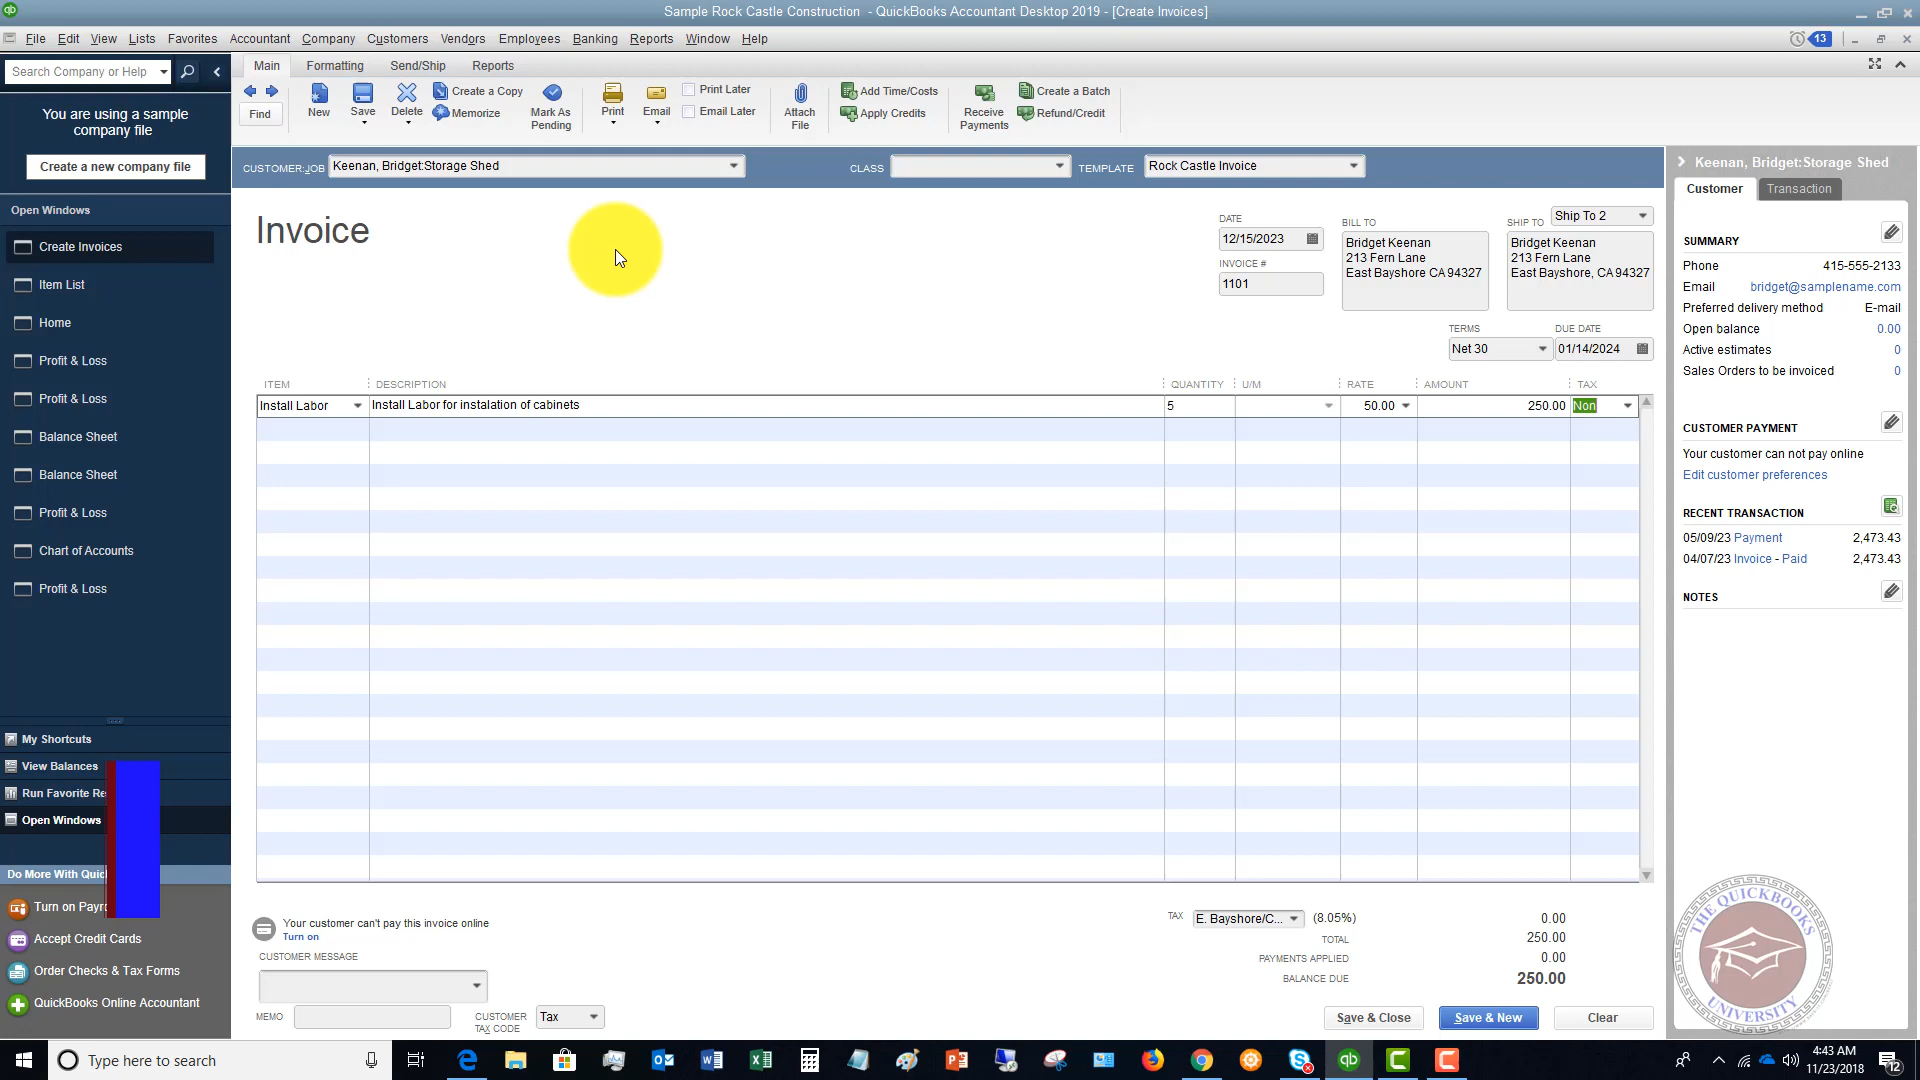 Sample Rock Castle Construction - QuickBooks Accountant Desktop 2019 - [Create Invoices]
File Edit View Lists Favorites Accountant Company Customers Vendors Employees Banking Reports Window Help
13
Search Company or Help
You are using a sample
company file
Create a new company file
Open Windows
Create Invoices
Item List
Home
Profit & Loss
Profit & Loss
Balance Sheet
Balance Sheet
Profit & Loss
Chart of Accounts
Profit & Loss
My Shortcuts
View Balances
Run Favorite Re
Open Windows
Do More With Quic
Turn on Payro
Accept Credit Cards
Order Checks & Tax Forms
QuickBooks Online Accountant
Main Formatting Send/Ship Reports
Find
New
Save
Delete
Create a Copy
Memorize
Mark As
Pending
Print
Email
Print Later
Email Later
Attach
File
Add Time/Costs
Apply Credits
Receive
Payments
Create a Batch
Refund/Credit
CUSTOMER:JOB Keenan, Bridget:Storage Shed CLASS TEMPLATE Rock Castle Invoice
Invoice
DATE
12/15/2023
INVOICE #
1101
BILL TO
Bridget Keenan
213 Fern Lane
East Bayshore CA 94327
SHIP TO Ship To 2
Bridget Keenan
213 Fern Lane
East Bayshore, CA 94327
TERMS DUE DATE
Net 30 01/14/2024
ITEM DESCRIPTION QUANTITY U/M RATE AMOUNT TAX
Install Labor Install Labor for instalation of cabinets 5 50.00 250.00 Non
Your customer can't pay this invoice online
Turn on
CUSTOMER MESSAGE
MEMO
CUSTOMER
TAX CODE
Tax
TAX E. Bayshore/C... (8.05%) 0.00
TOTAL 250.00
PAYMENTS APPLIED 0.00
BALANCE DUE 250.00
Save & Close Save & New Clear
Keenan, Bridget:Storage Shed
Customer Transaction
SUMMARY
Phone 415-555-2133
Email bridget@samplename.com
Preferred delivery method E-mail
Open balance 0.00
Active estimates 0
Sales Orders to be invoiced 0
CUSTOMER PAYMENT
Your customer can not pay online
Edit customer preferences
RECENT TRANSACTION
05/09/23 Payment 2,473.43
04/07/23 Invoice - Paid 2,473.43
NOTES
THE QUICKBOOKS
UNIVERSITY
Type here to search
4:43 AM
11/23/2018
12